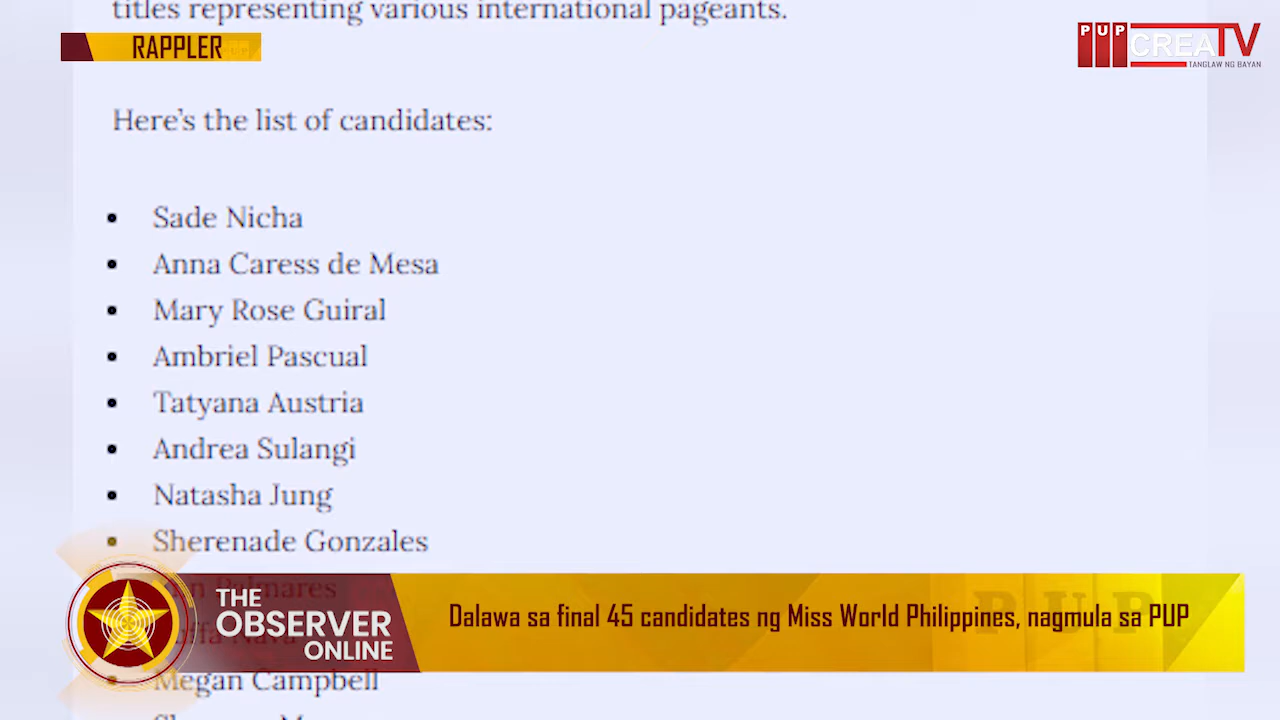 titles representing various international pageants.
RAPPLER
PUP
CREATV
TANGLAW NG BAYAN
Here's the list of candidates:
• Sade Nicha
• Anna Caress de Mesa
• Mary Rose Guiral
• Ambriel Pascual
• Tatyana Austria
• Andrea Sulangi
• Natasha Jung
• Sherenade Gonzales
Palmares
THE
OBSERVER
ONLINE
Dalawa sa final 45 candidates ng Miss World Philippines, nagmula sa PUP
PUP
• Megan Campbell